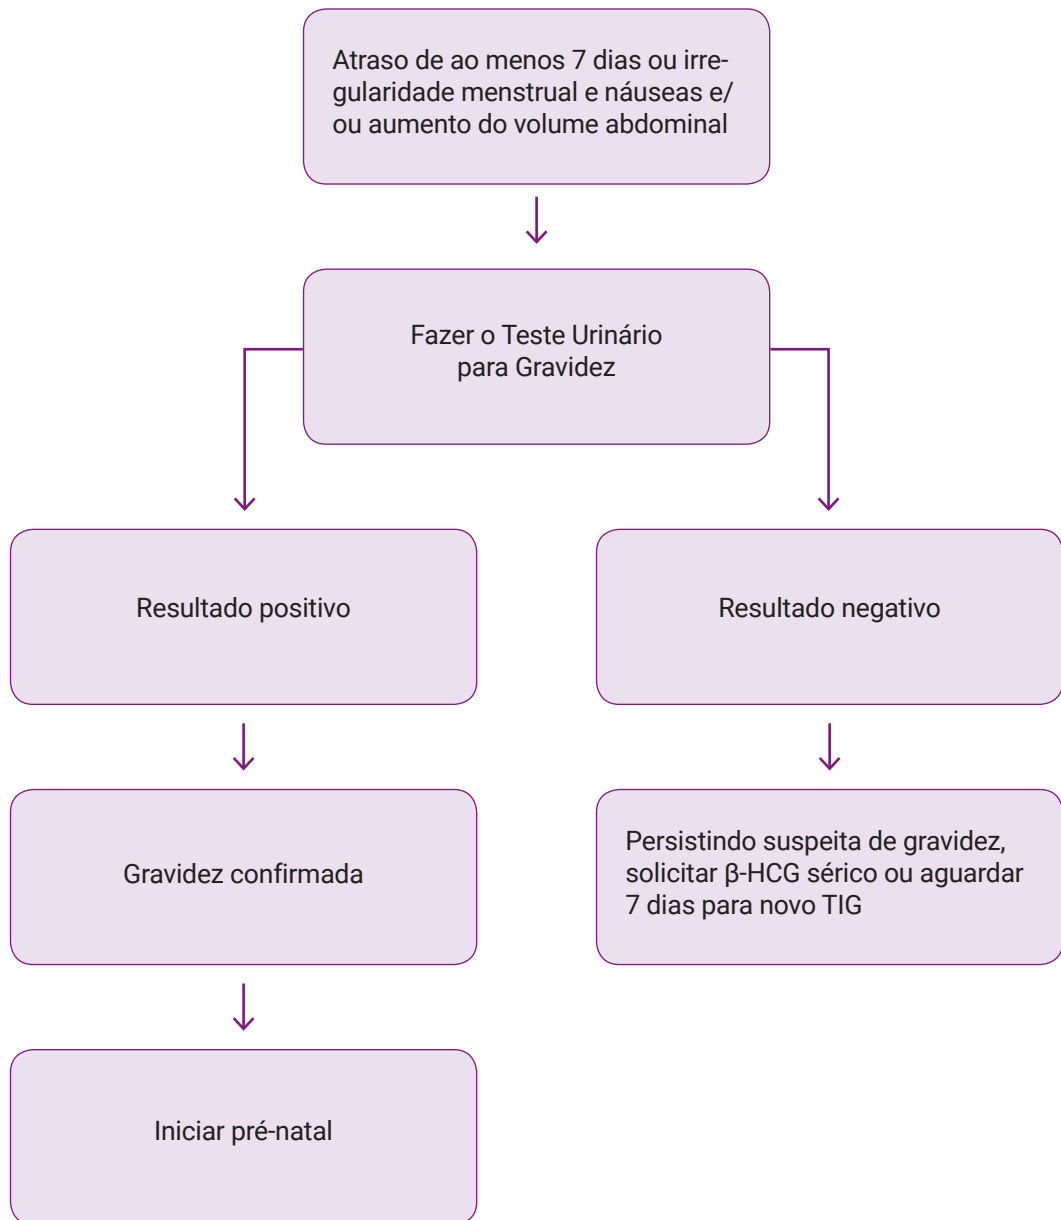 Atraso de ao menos 7 dias ou irre-
gularidade menstrual e náuseas e/
ou aumento do volume abdominal
Fazer o Teste Urinário
para Gravidez
Resultado positivo
Resultado negativo
Gravidez confirmada
Persistindo suspeita de gravidez,
solicitar β-HCG sérico ou aguardar
7 dias para novo TIG
Iniciar pré-natal